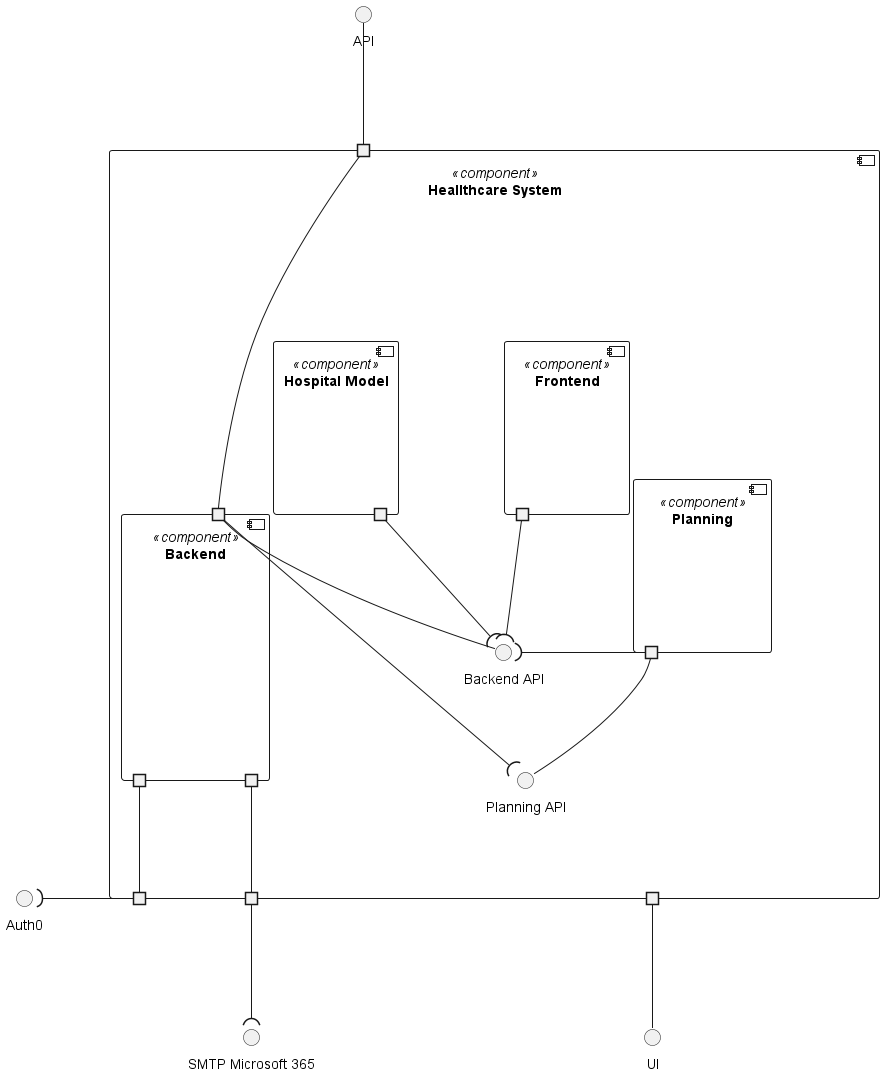 API
«component»
Heallthcare System
«component»
Hospital Model
«component»
Frontend
«component»
Planning
«component»
Backend
Backend API
Planning API
Auth0
SMTP Microsoft 365
UI